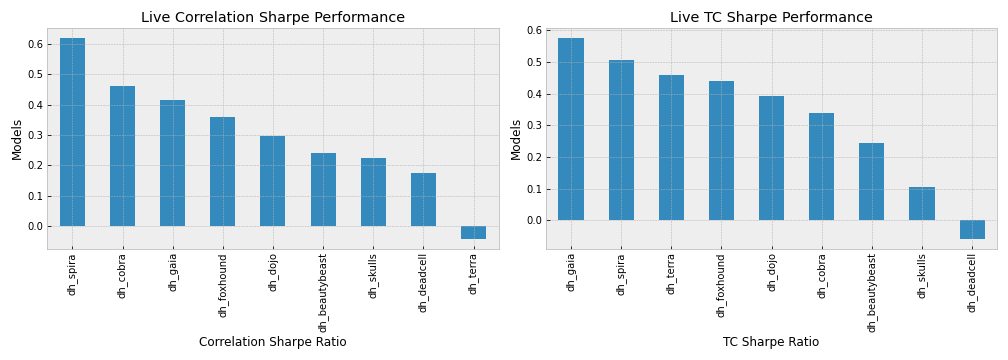 Live Correlation Sharpe Performance
Models
0.6
0.5
0.4
0.3
0.2
0.1
0.0
dh_spira
dh_cobra
dh_gaia
dh_foxhound
dh_dojo
dh_beautybeast
dh_skulls
dh_deadcell
dh_terra
Correlation Sharpe Ratio
Live TC Sharpe Performance
Models
0.6
0.5
0.4
0.3
0.2
0.1
0.0
dh_gaia
dh_spira
dh_terra
dh_foxhound
dh_dojo
dh_cobra
dh_beautybeast
dh_skulls
dh_deadcell
TC Sharpe Ratio